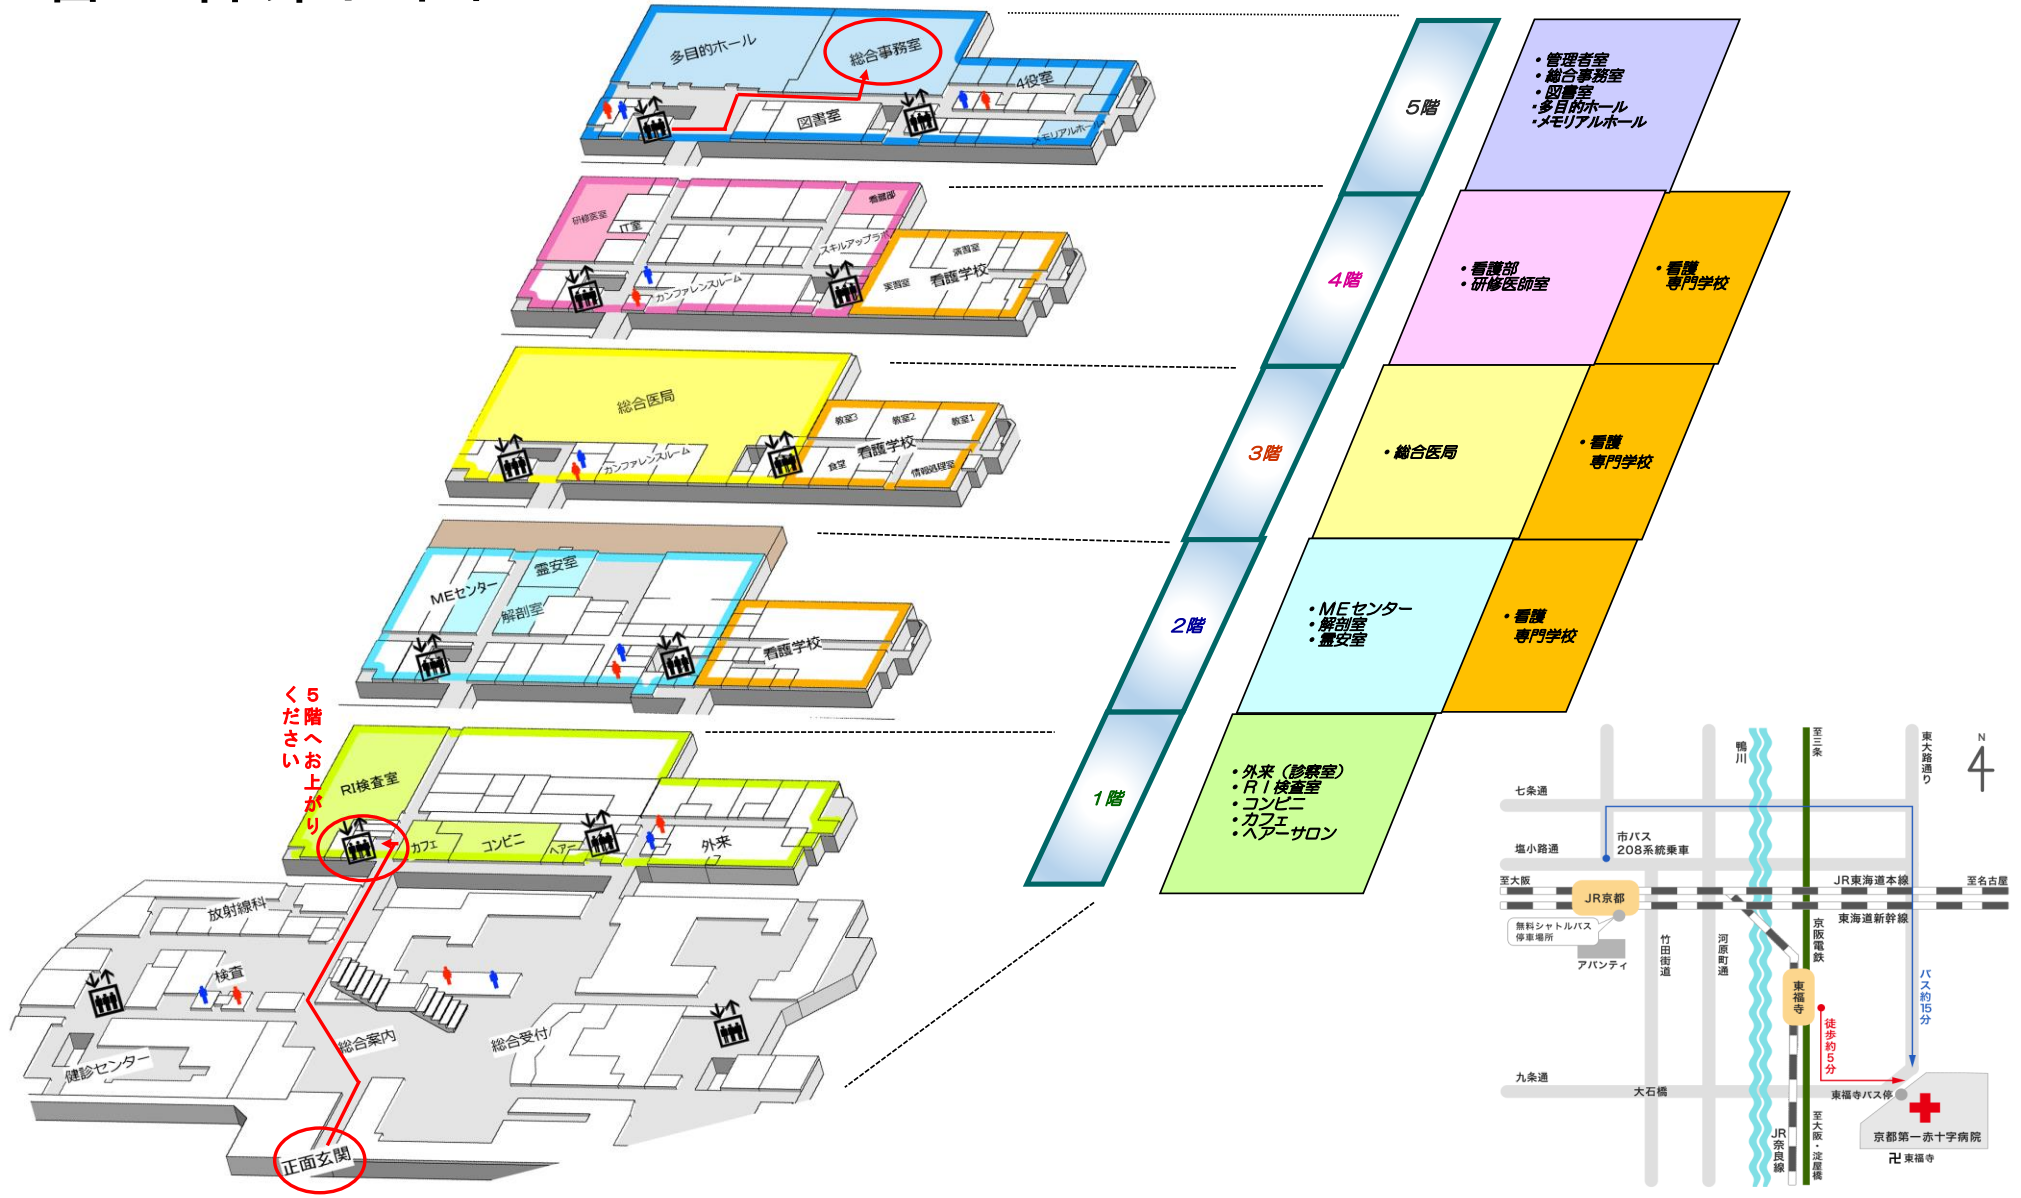 多目的ホール
総合事務室
4役室
図書室
メモリアルホール
研修医室
IT室
看護部
スキルアップラボ
カンファレンスルーム
演習室
実習室
看護学校
総合医局
カンファレンスルーム
教室3
教室2
教室1
看護学校
食堂
情報処理室
MEセンター
霊安室
解剖室
看護学校
5階へお上がり
ください
RI検査室
カフェ
コンビニ
ヘアー
外来
放射線科
検査
健診センター
総合案内
総合受付
正面玄関
5階
・管理者室
・総合事務室
・図書室
・多目的ホール
・メモリアルホール
4階
・看護部
・研修医師室
・看護
専門学校
3階
・総合医局
・看護
専門学校
2階
・MEセンター
・解剖室
・霊安室
・看護
専門学校
1階
・外来（診察室）
・RI検査室
・コンビニ
・カフェ
・ヘアーサロン
鴨川
至三条
東大路通り
N
七条通
市バス
208系統乗車
塩小路通
至大阪
JR京都
JR東海道本線
至名古屋
東海道新幹線
無料シャトルバス
停車場所
アバンティ
竹田街道
河原町通
京阪電鉄
東福寺
バス約15分
徒歩約5分
九条通
大石橋
東福寺バス停
JR奈良線
至大阪・淀屋橋
京都第一赤十字病院
卍東福寺